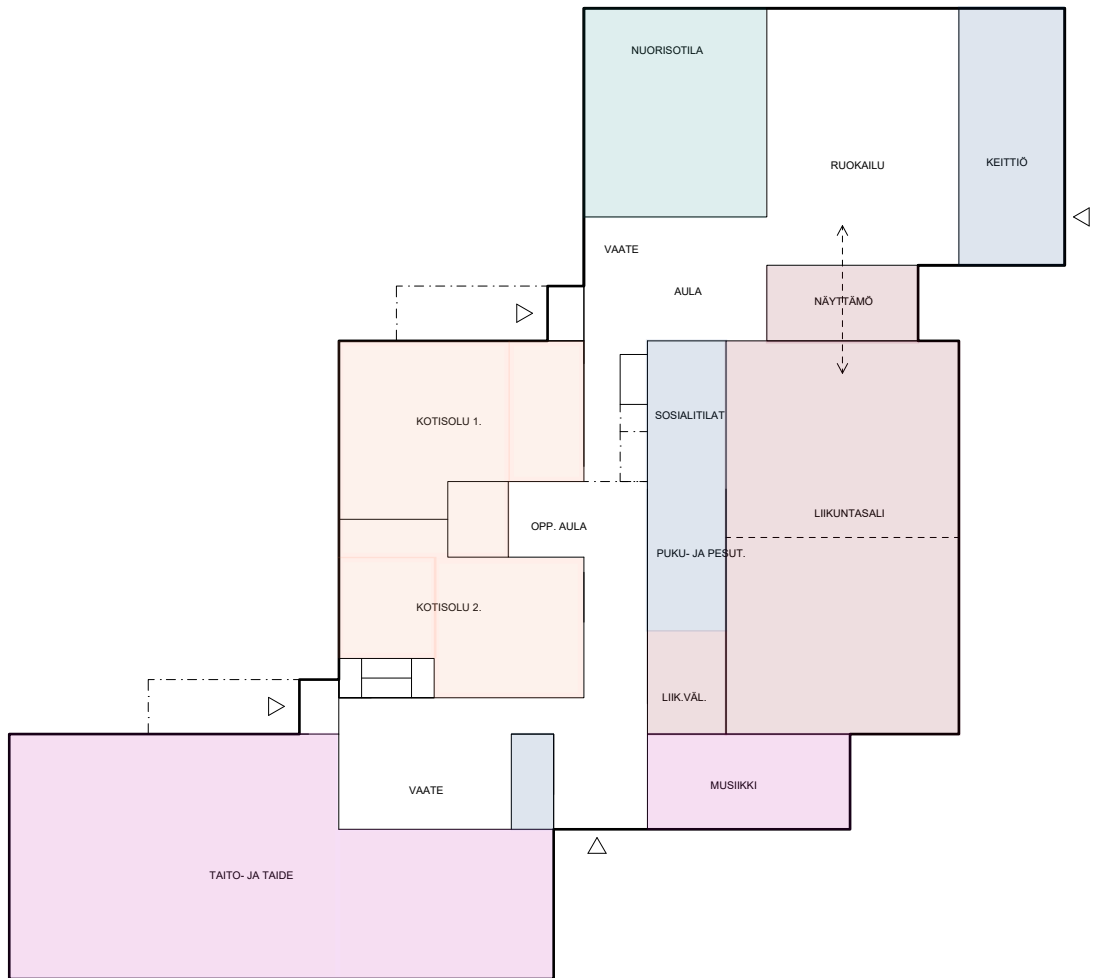 NUORISOTILA
RUOKAILU
KEITTIÖ
VAATE
AULA
NÄYTTÄMÖ
KOTISOLU 1.
SOSIALITILAT
LIIKUNTASALI
OPP. AULA
PUKU- JA PESUT.
KOTISOLU 2.
LIIK.VÄL.
MUSIIKKI
VAATE
TAITO- JA TAIDE